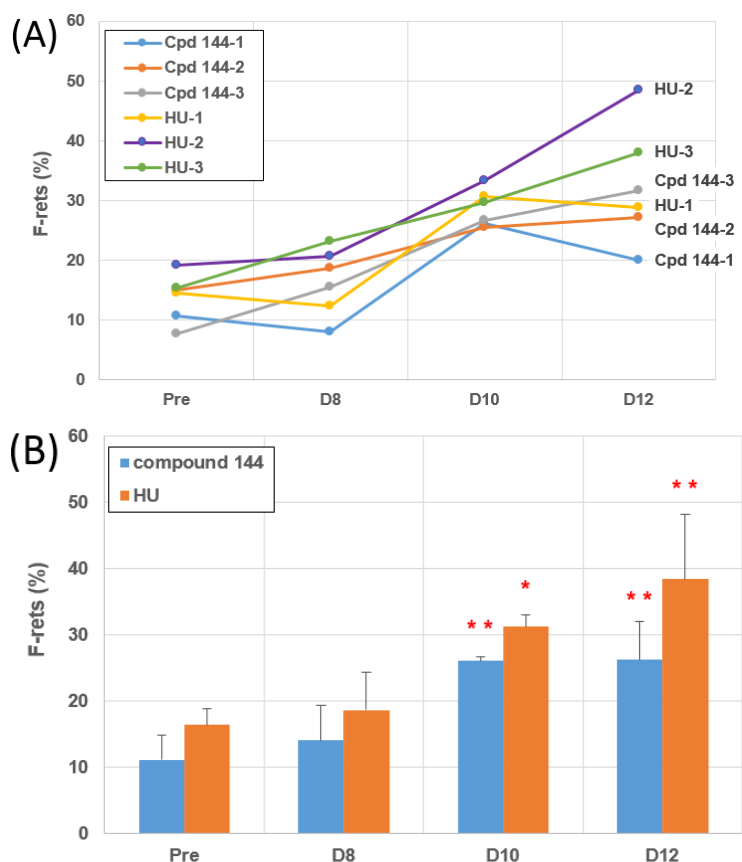 (A)
60
50
40
30
20
10
0
F-rets (%)
Cpd 144-1
Cpd 144-2
Cpd 144-3
HU-1
HU-2
HU-3
HU-2
HU-3
Cpd 144-3
HU-1
Cpd 144-2
Cpd 144-1
Pre D8 D10 D12
(B)
60
50
40
30
20
10
0
F-rets (%)
compound 144
HU
* *
*
* *
* *
Pre D8 D10 D12